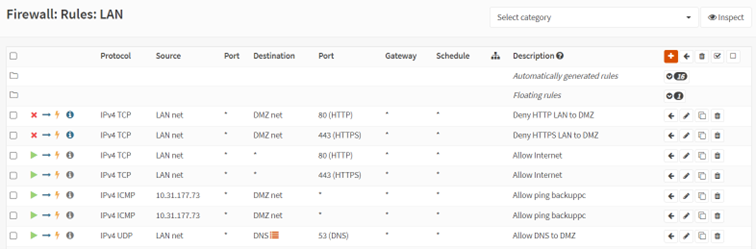 Firewall: Rules: LAN
Select category Inspect
Protocol Source Port Destination Port Gateway Schedule Description
Automatically generated rules 16
Floating rules 1
IPv4 TCP LAN net * DMZ net 80 (HTTP) * * Deny HTTP LAN to DMZ
IPv4 TCP LAN net * DMZ net 443 (HTTPS) * * Deny HTTPS LAN to DMZ
IPv4 TCP LAN net * * 80 (HTTP) * * Allow Internet
IPv4 TCP LAN net * * 443 (HTTPS) * * Allow Internet
IPv4 ICMP 10.31.177.73 * DMZ net * * * Allow ping backuppc
IPv4 ICMP 10.31.177.73 * DMZ net * * * Allow ping backuppc
IPv4 UDP LAN net * DNS 53 (DNS) * * Allow DNS to DMZ